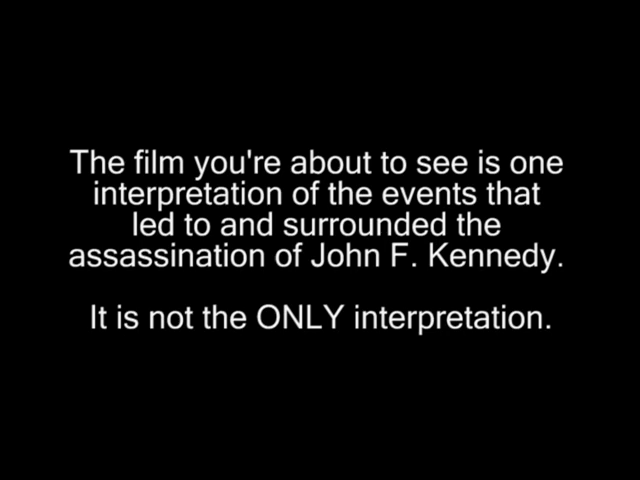 The film you're about to see is one
interpretation of the events that
led to and surrounded the
assassination of John F. Kennedy.
It is not the ONLY interpretation.